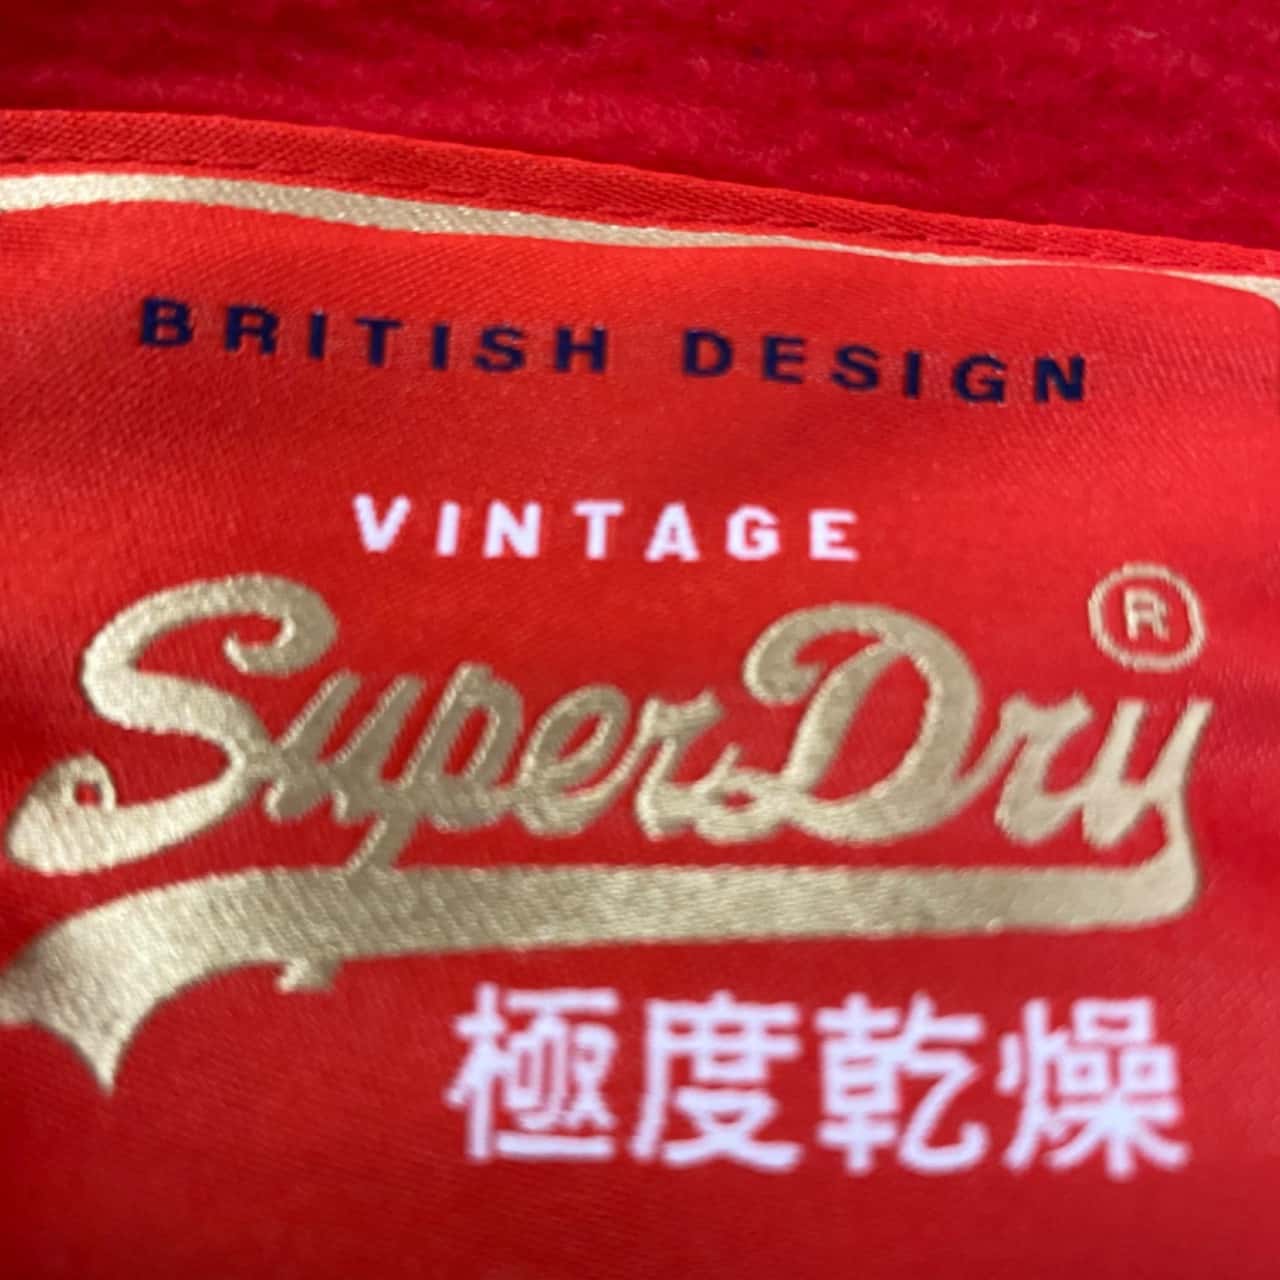 BRITISH DESIGN
VINTAGE
SuperDry ®
極度乾燥